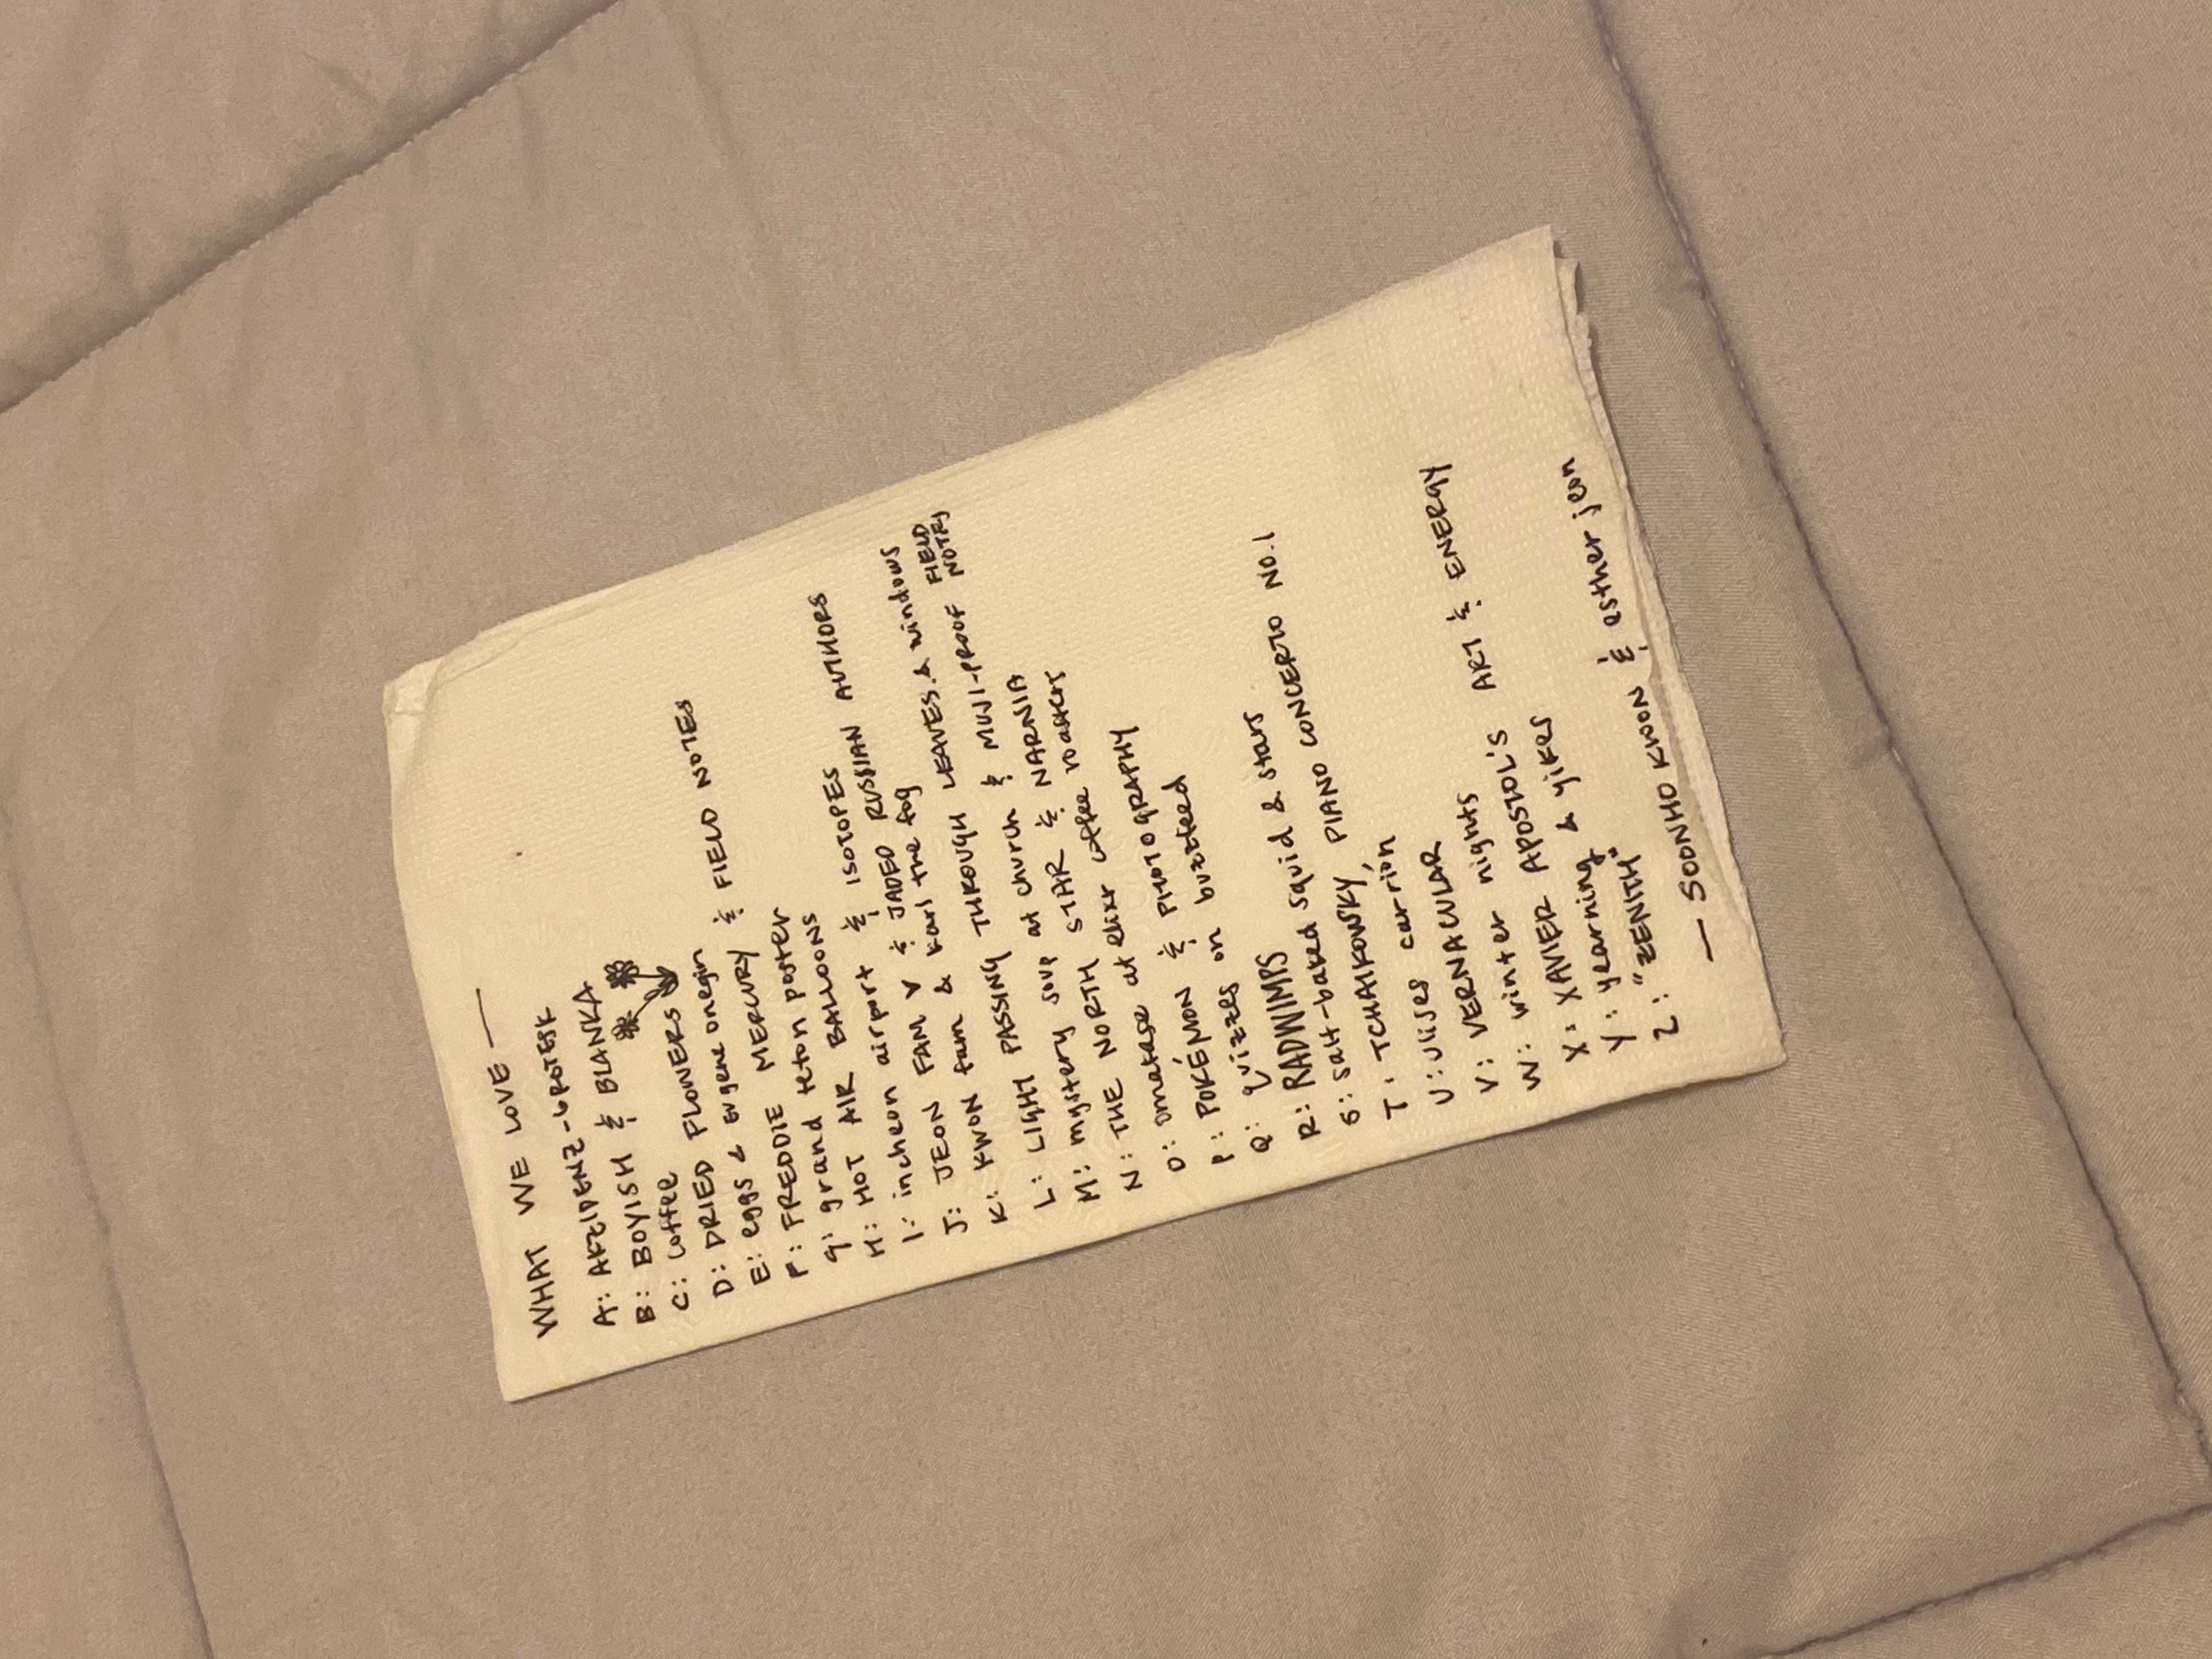 WHAT WE LOVE —
A: AKZIDENZ-GROTESK
B: BOYISH & BLANKA
C: coffee
D: DRIED FLOWERS
E: eggs & Evgene Onegin
F: FREDDIE MERCURY & FIELD NOTES
G: grand teton poster
H: HOT AIR BALLOONS
I: incheon airport & ISOTOPES
J: JEON FAM & JADED RUSSIAN AUTHORS
K: KWON fam & Karl the fog
L: LIGHT PASSING THROUGH LEAVES & windows
M: mystery soup at church & MUJI-PROOF FIELD NOTES
N: THE NORTH STAR & NARNIA
O: omakase at elixr coffee roasters
P: POKÉMON & PHOTOGRAPHY
Q: quizzes on buzzfeed
R: RADWIMPS
S: salt-baked squid & stars
T: TCHAIKOWSKY, PIANO CONCERTO NO.1
U: ulises carrión
V: VERNACULAR
W: winter nights
X: XAVIER APOSTOL'S ART & ENERGY
Y: yearning & yikes
Z: "ZENITH"
— SOONHO KWON & esther jeon